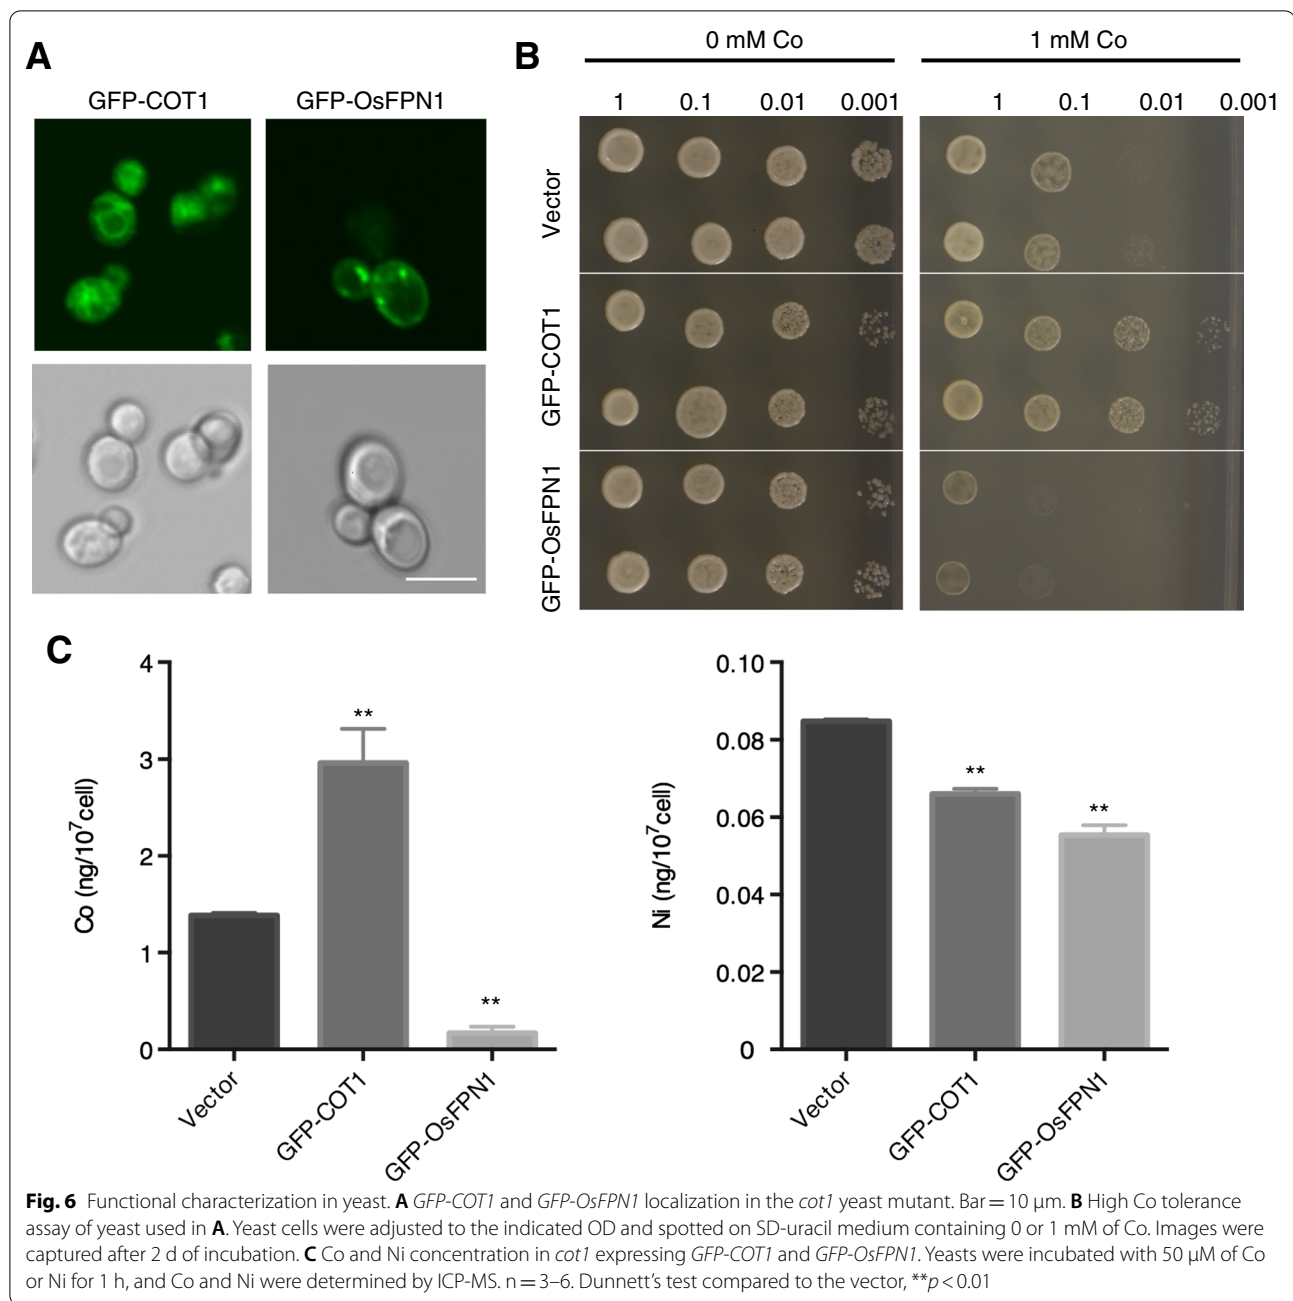 A
GFP-COT1
GFP-OsFPN1
B
0 mM Co
1 mM Co
1
0.1
0.01
0.001
1
0.1
0.01
0.001
Vector
GFP-COT1
GFP-OsFPN1
C
4
3
2
1
0
Co (ng/10⁷cell)
**
**
Vector
GFP-COT1
GFP-OsFPN1
0.10
0.08
0.06
0.04
0.02
0
Ni (ng/10⁷cell)
**
**
Vector
GFP-COT1
GFP-OsFPN1
Fig. 6 Functional characterization in yeast. A GFP-COT1 and GFP-OsFPN1 localization in the cot1 yeast mutant. Bar = 10 μm. B High Co tolerance
assay of yeast used in A. Yeast cells were adjusted to the indicated OD and spotted on SD-uracil medium containing 0 or 1 mM of Co. Images were
captured after 2 d of incubation. C Co and Ni concentration in cot1 expressing GFP-COT1 and GFP-OsFPN1. Yeasts were incubated with 50 μM of Co
or Ni for 1 h, and Co and Ni were determined by ICP-MS. n = 3–6. Dunnett’s test compared to the vector, **p < 0.01